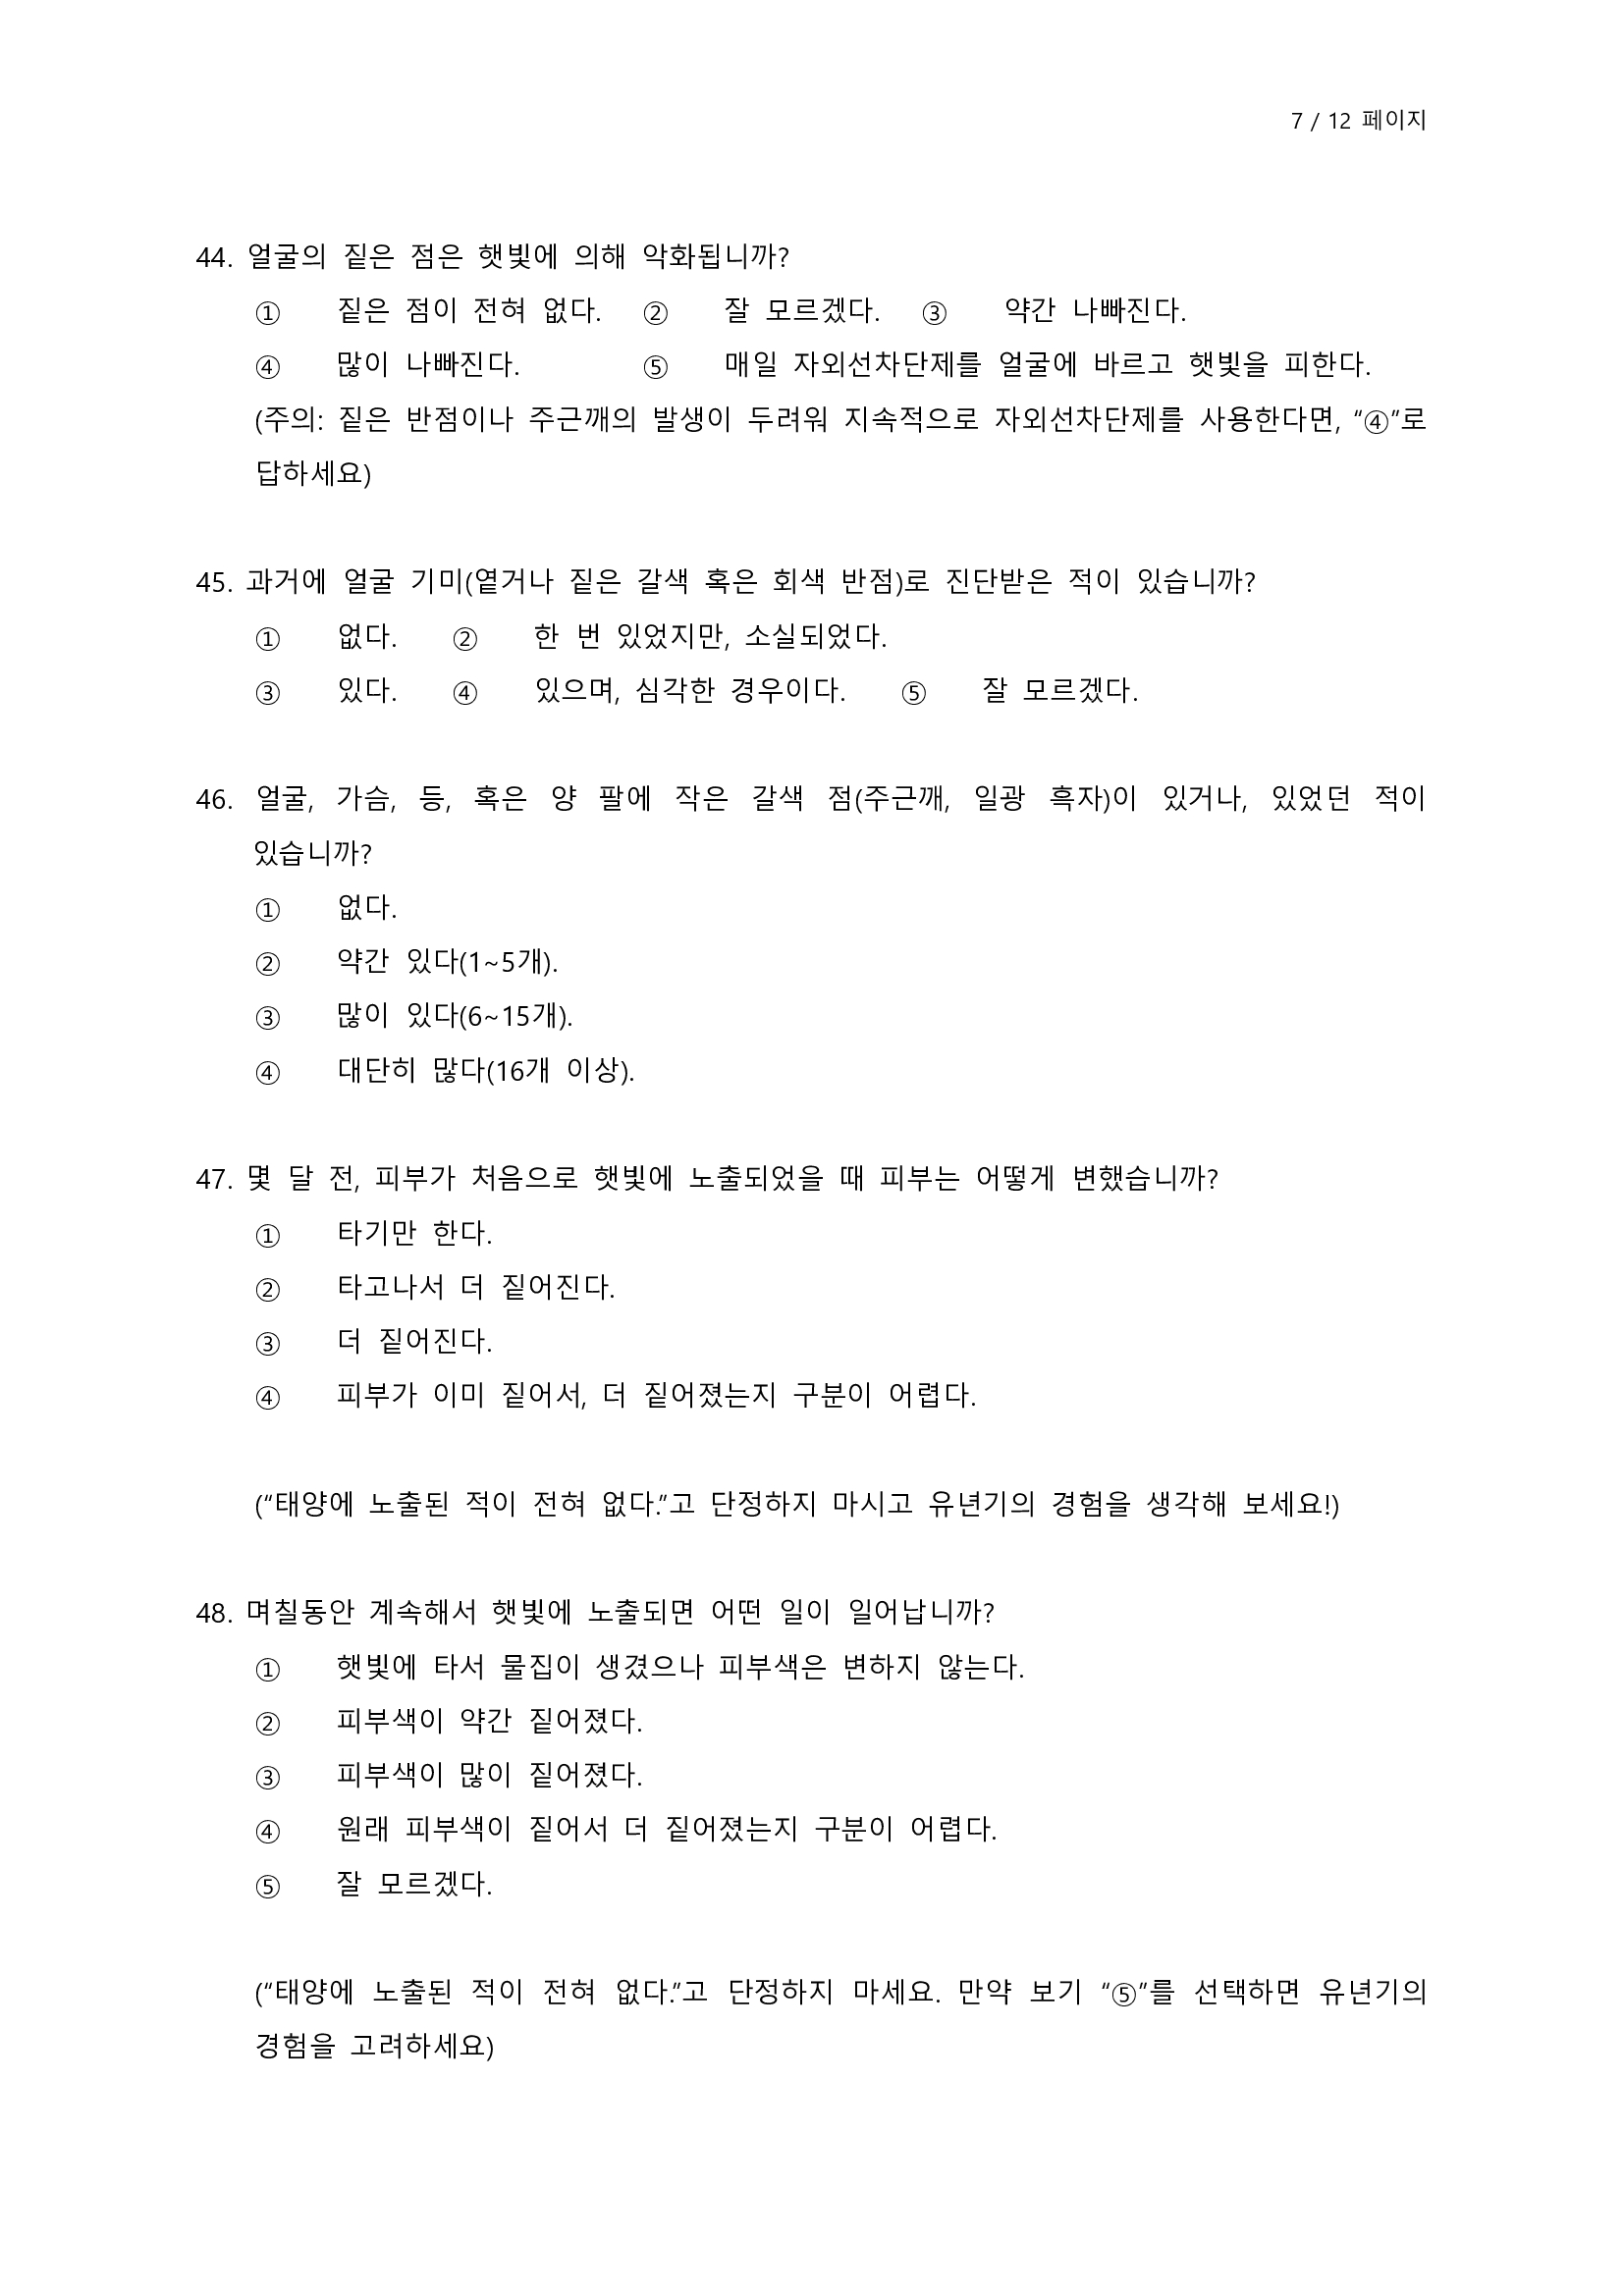 7 / 12 페이지
44. 얼굴의 짙은 점은 햇빛에 의해 악화됩니까?
① 짙은 점이 전혀 없다. ② 잘 모르겠다. ③ 약간 나빠진다.
④ 많이 나빠진다. ⑤ 매일 자외선차단제를 얼굴에 바르고 햇빛을 피한다.
(주의: 짙은 반점이나 주근깨의 발생이 두려워 지속적으로 자외선차단제를 사용한다면, “④”로
답하세요)
45. 과거에 얼굴 기미(옅거나 짙은 갈색 혹은 회색 반점)로 진단받은 적이 있습니까?
① 없다. ② 한 번 있었지만, 소실되었다.
③ 있다. ④ 있으며, 심각한 경우이다. ⑤ 잘 모르겠다.
46. 얼굴, 가슴, 등, 혹은 양 팔에 작은 갈색 점(주근깨, 일광 흑자)이 있거나, 있었던 적이
있습니까?
① 없다.
② 약간 있다(1~5개).
③ 많이 있다(6~15개).
④ 대단히 많다(16개 이상).
47. 몇 달 전, 피부가 처음으로 햇빛에 노출되었을 때 피부는 어떻게 변했습니까?
① 타기만 한다.
② 타고나서 더 짙어진다.
③ 더 짙어진다.
④ 피부가 이미 짙어서, 더 짙어졌는지 구분이 어렵다.
(“태양에 노출된 적이 전혀 없다.”고 단정하지 마시고 유년기의 경험을 생각해 보세요!)
48. 며칠동안 계속해서 햇빛에 노출되면 어떤 일이 일어납니까?
① 햇빛에 타서 물집이 생겼으나 피부색은 변하지 않는다.
② 피부색이 약간 짙어졌다.
③ 피부색이 많이 짙어졌다.
④ 원래 피부색이 짙어서 더 짙어졌는지 구분이 어렵다.
⑤ 잘 모르겠다.
(“태양에 노출된 적이 전혀 없다.”고 단정하지 마세요. 만약 보기 “⑤”를 선택하면 유년기의
경험을 고려하세요)